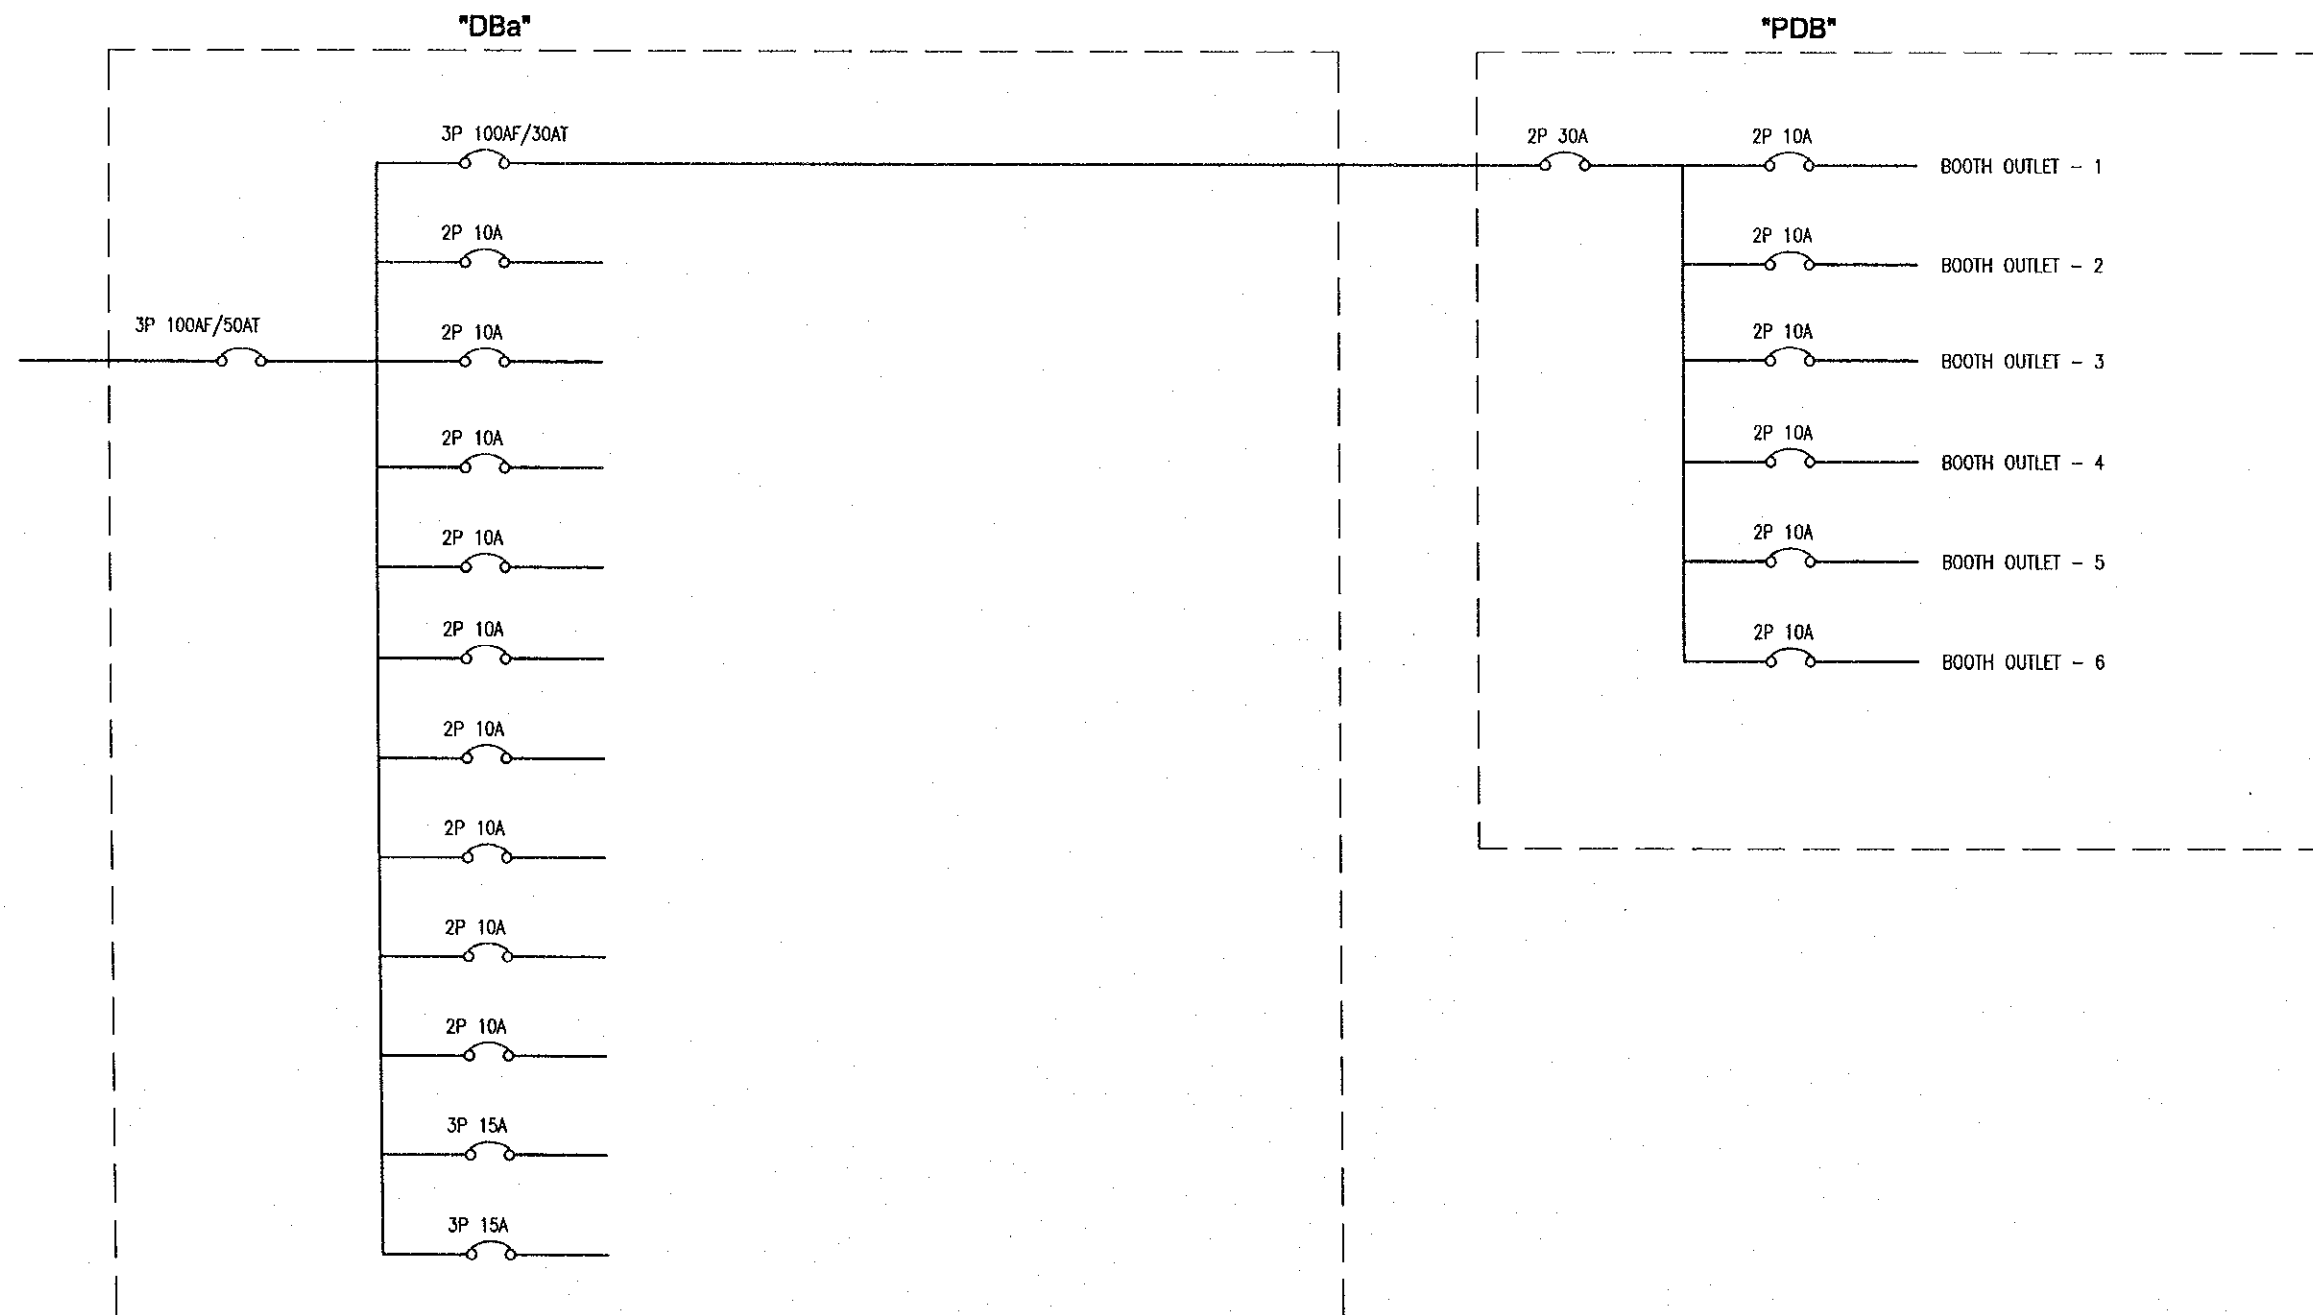 "DBa"
3P 100AF/50AT
3P 100AF/30AT
2P 10A
2P 10A
2P 10A
2P 10A
2P 10A
2P 10A
2P 10A
2P 10A
2P 10A
3P 15A
3P 15A
"PDB"
2P 30A
2P 10A
BOOTH OUTLET - 1
2P 10A
BOOTH OUTLET - 2
2P 10A
BOOTH OUTLET - 3
2P 10A
BOOTH OUTLET - 4
2P 10A
BOOTH OUTLET - 5
2P 10A
BOOTH OUTLET - 6